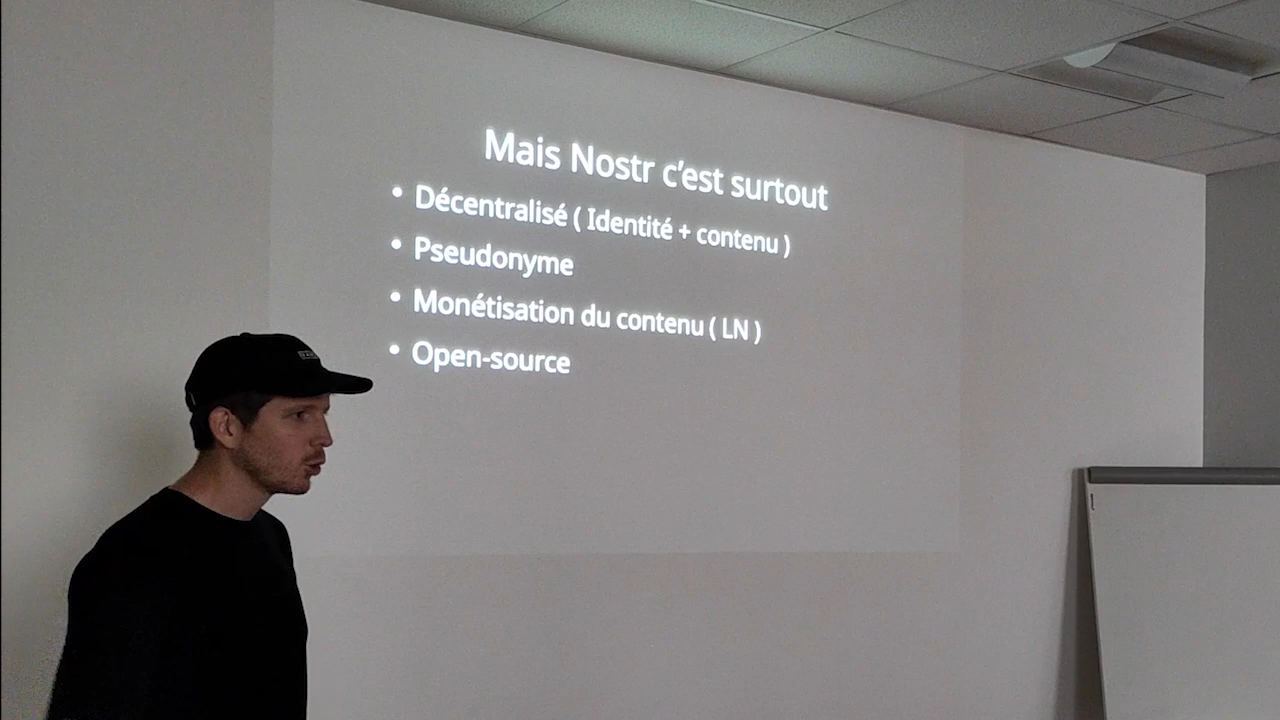 Mais Nostr c'est surtout
• Décentralisé ( Identité + contenu )
• Pseudonyme
• Monétisation du contenu ( LN )
• Open-source